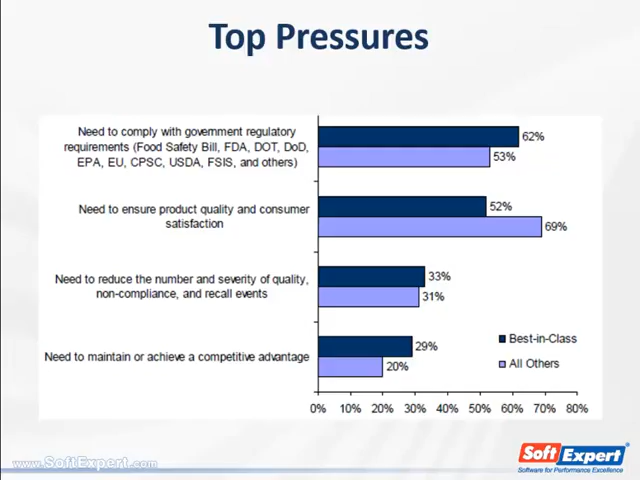 Top Pressures
Need to comply with government regulatory
requirements (Food Safety Bill, FDA, DOT, DoD,
EPA, EU, CPSC, USDA, FSIS, and others)
62%
53%
Need to ensure product quality and consumer
satisfaction
52%
69%
Need to reduce the number and severity of quality,
non-compliance, and recall events
33%
31%
Need to maintain or achieve a competitive advantage
29%
20%
Best-in-Class
All Others
0% 10% 20% 30% 40% 50% 60% 70% 80%
www.SoftExpert.com
Soft Expert
Software for Performance Excellence